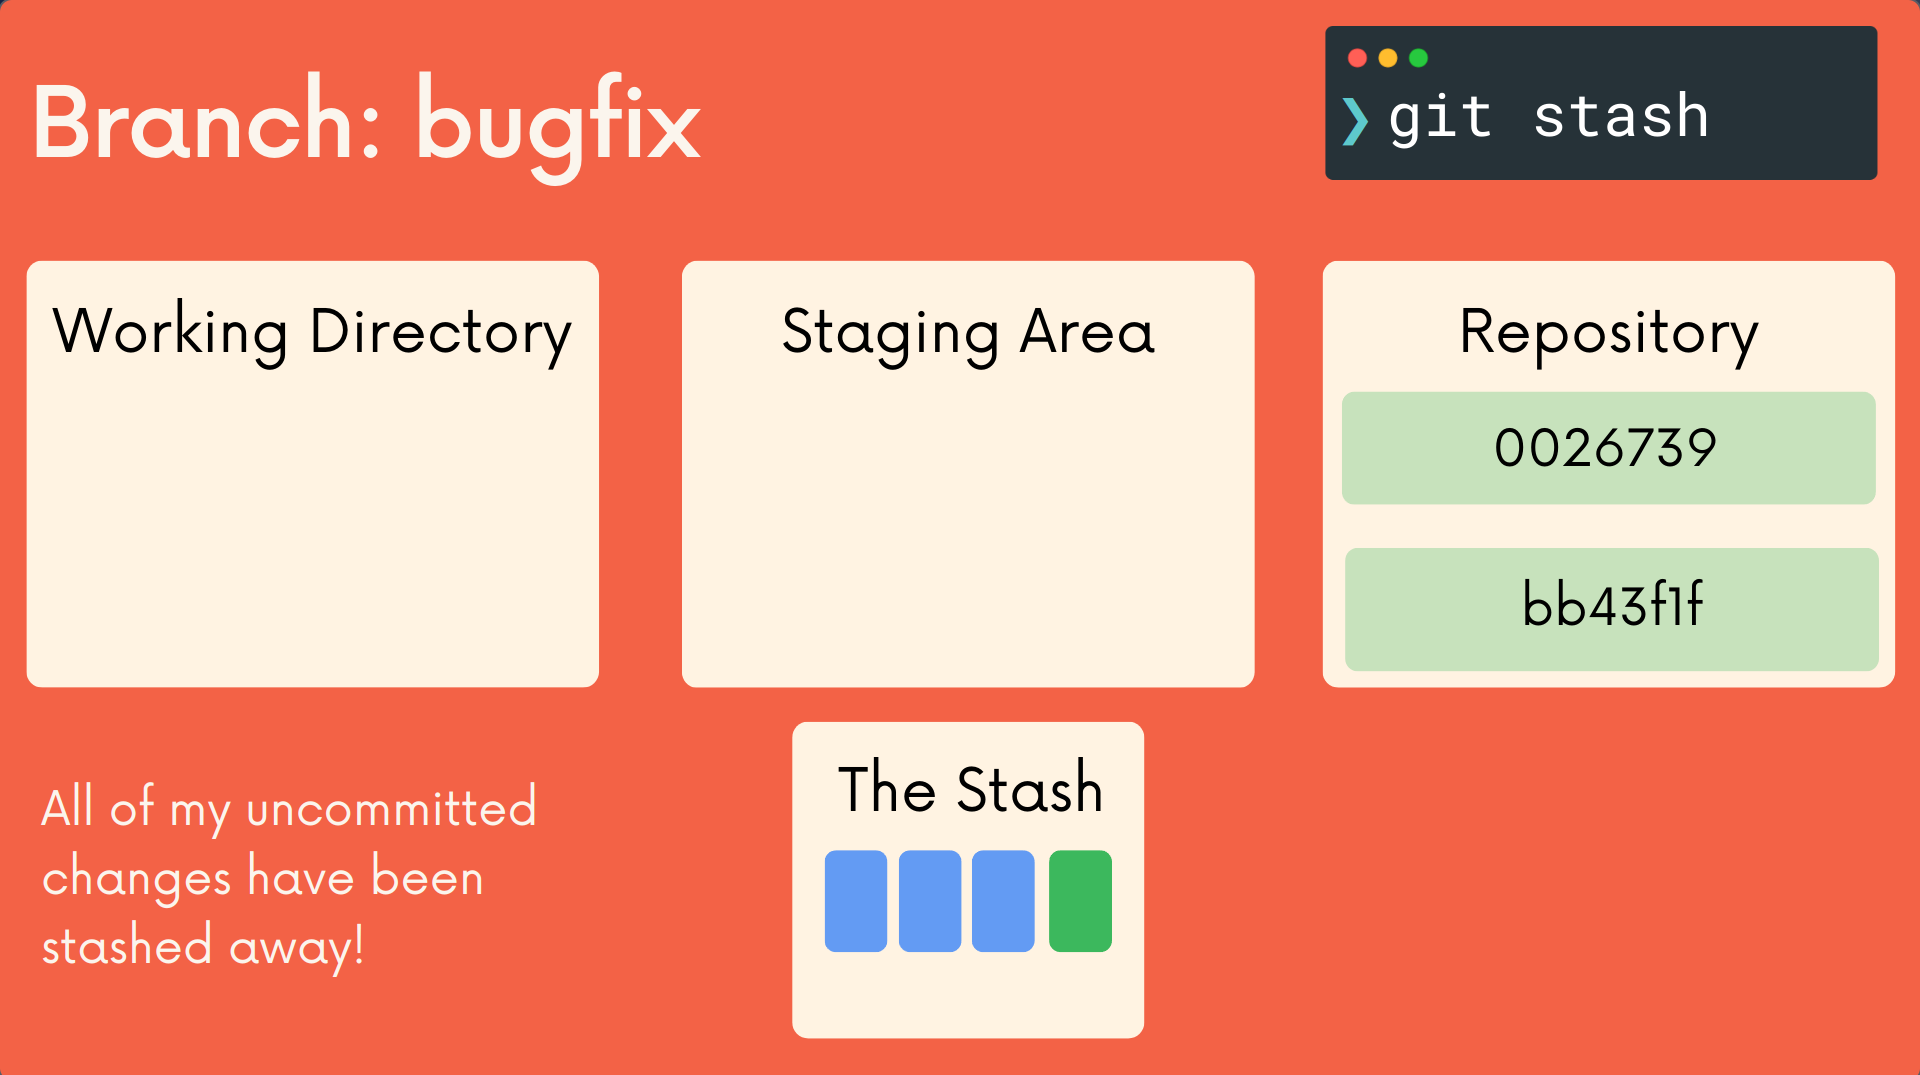 Branch: bugfix
❯ git stash
Working Directory
Staging Area
Repository
0026739
bb43f1f
The Stash
All of my uncommitted
changes have been
stashed away!